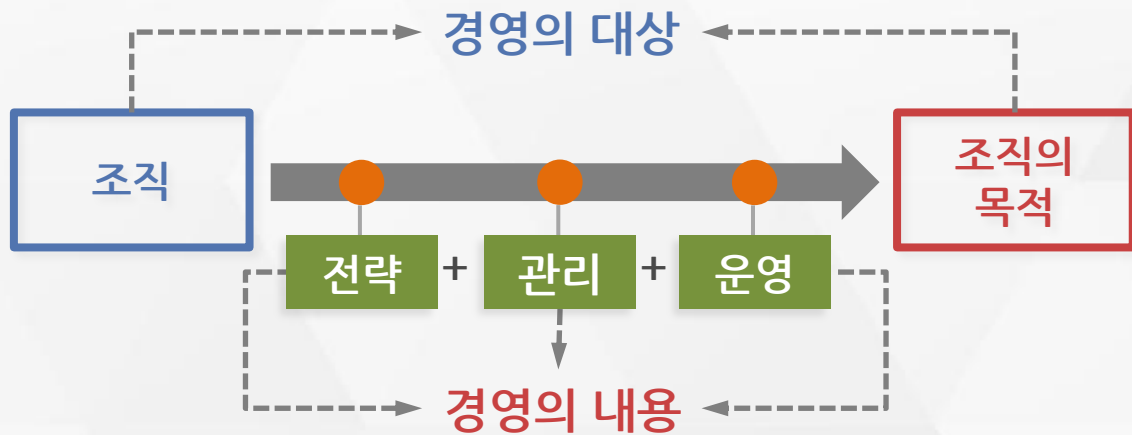 경영의 대상
조직
조직의
목적
전략 + 관리 + 운영
경영의 내용